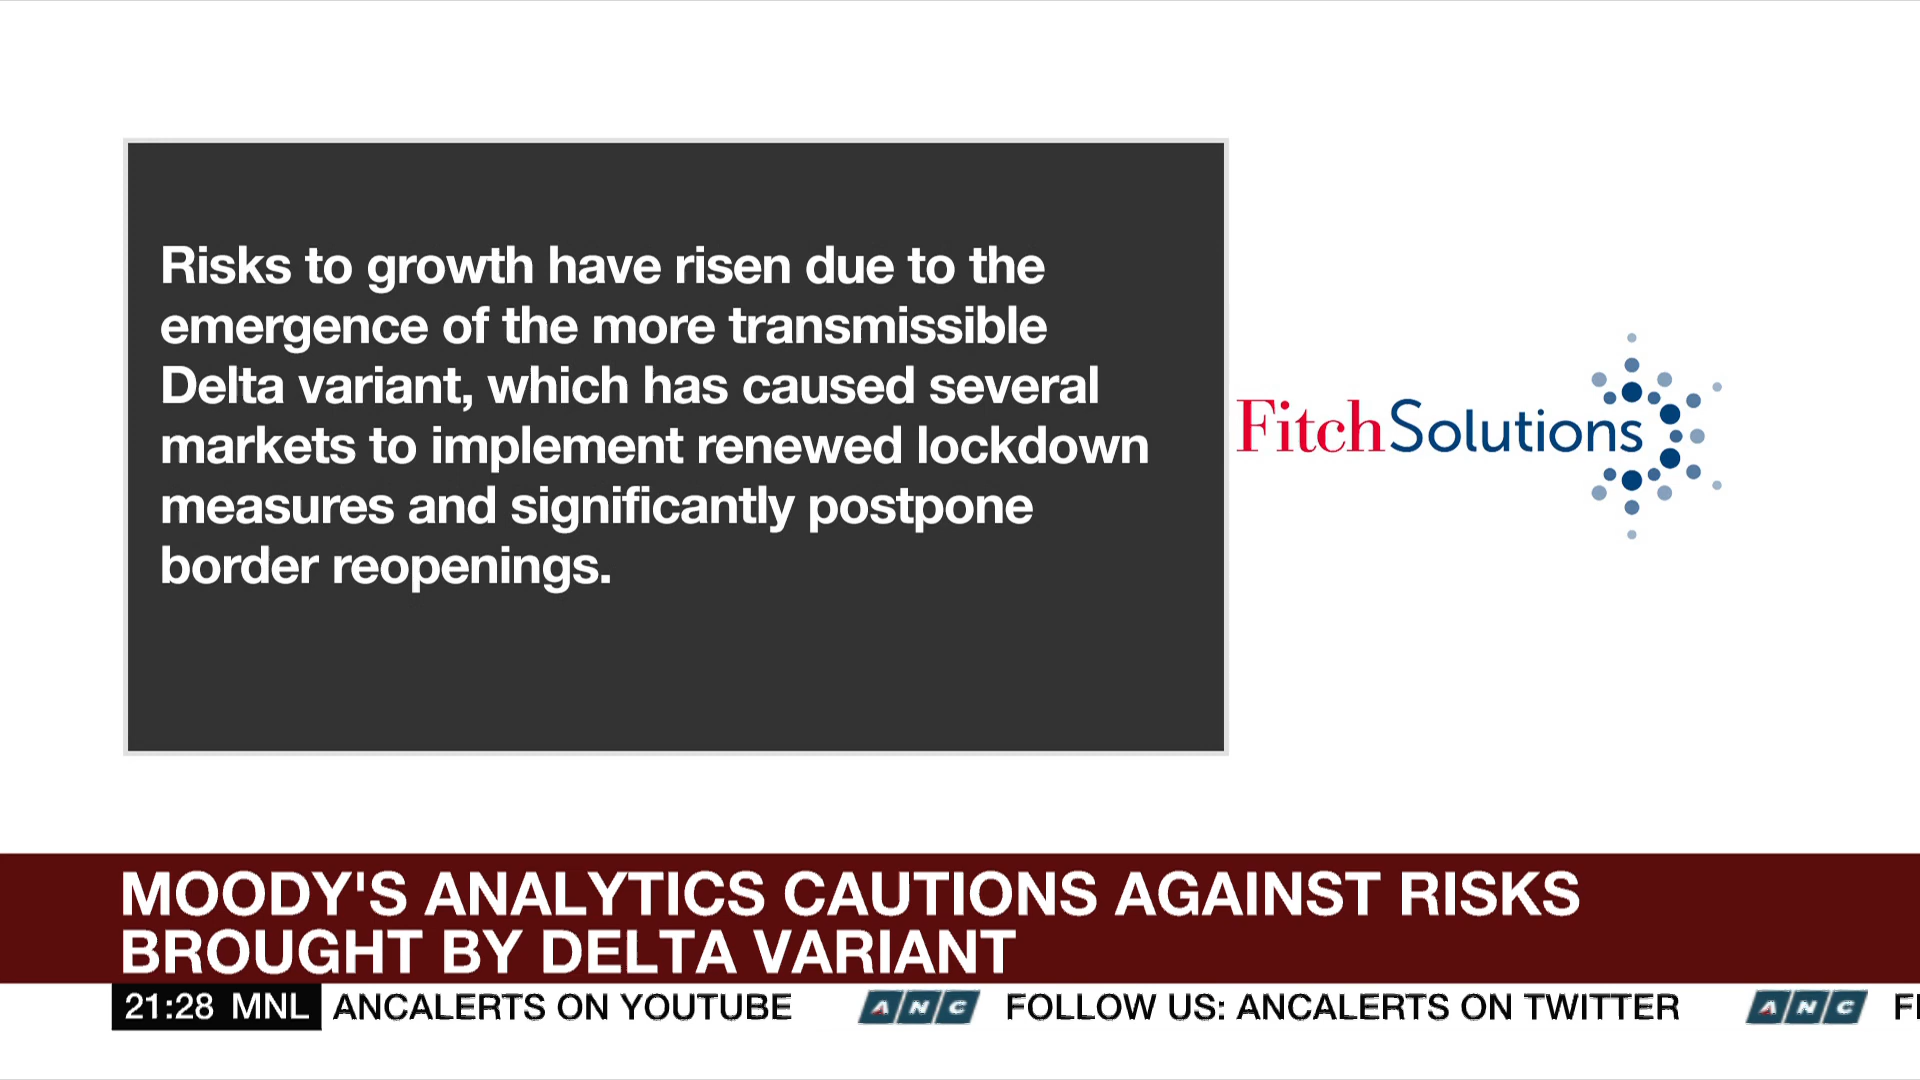 Risks to growth have risen due to the
emergence of the more transmissible
Delta variant, which has caused several
markets to implement renewed lockdown
measures and significantly postpone
border reopenings.
FitchSolutions
MOODY'S ANALYTICS CAUTIONS AGAINST RISKS
BROUGHT BY DELTA VARIANT
21:28 MNL ANCALERTS ON YOUTUBE ANC FOLLOW US: ANCALERTS ON TWITTER ANC